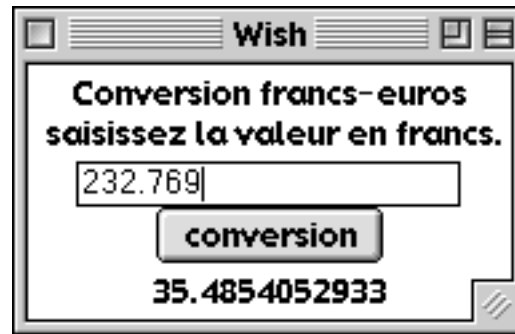 Wish
Conversion francs-euros
saisissez la valeur en francs.
232.769
conversion
35.4854052933